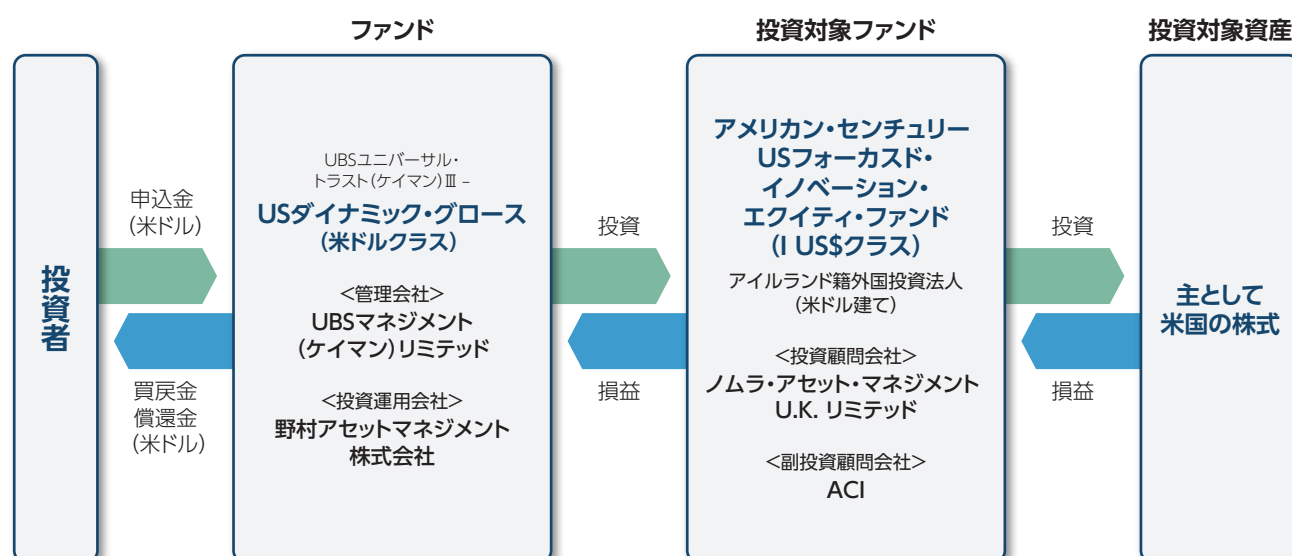 ファンド
投資対象ファンド
投資対象資産
投資者
申込金
(米ドル)
買戻金
償還金
(米ドル)
UBSユニバーサル・
トラスト(ケイマン)Ⅲ –
USダイナミック・グロース
(米ドルクラス)
<管理会社>
UBSマネジメント
(ケイマン)リミテッド
<投資運用会社>
野村アセットマネジメント
株式会社
投資
損益
アメリカン・センチュリー
USフォーカスド・
イノベーション・
エクイティ・ファンド
(I US$クラス)
アイルランド籍外国投資法人
(米ドル建て)
<投資顧問会社>
ノムラ・アセット・マネジメント
U.K. リミテッド
<副投資顧問会社>
ACI
投資
損益
主として
米国の株式